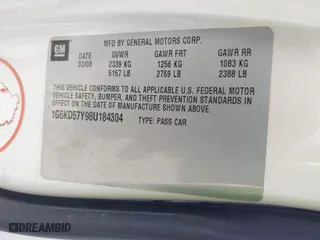 GM
MFD BY GENERAL MOTORS CORP.
DATE GVWR GAWR FRT GAWR RR
03/08 2339 KG 1256 KG 1083 KG
5157 LB 2769 LB 2388 LB
THIS VEHICLE CONFORMS TO ALL APPLICABLE U.S. FEDERAL MOTOR
VEHICLE SAFETY, BUMPER, AND THEFT PREVENTION STANDARDS
IN EFFECT ON THE DATE OF MANUFACTURE SHOWN ABOVE.
1G6KD57Y98U184304 TYPE: PASS CAR
DREAMBID